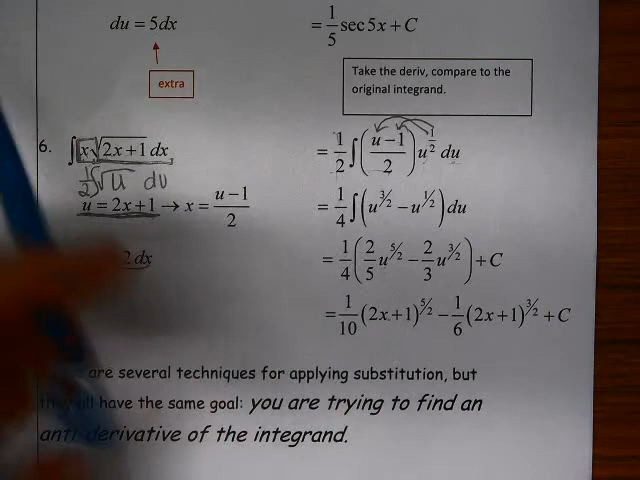 du = 5dx
= 1/5 sec5x + C
extra
Take the deriv, compare to the
original integrand.
6. ∫x√(2x+1) dx
= 1/2 ∫((u−1)/2) u^(1/2) du
1/2 ∫ √u du
u = 2x+1 → x = (u−1)/2
= 1/4 ∫(u^(3/2) − u^(1/2)) du
2dx
= 1/4 (2/5 u^(5/2) − 2/3 u^(3/2)) + C
= 1/10 (2x+1)^(5/2) − 1/6 (2x+1)^(3/2) + C
are several techniques for applying substitution, but
have the same goal: you are trying to find an
anti-derivative of the integrand.